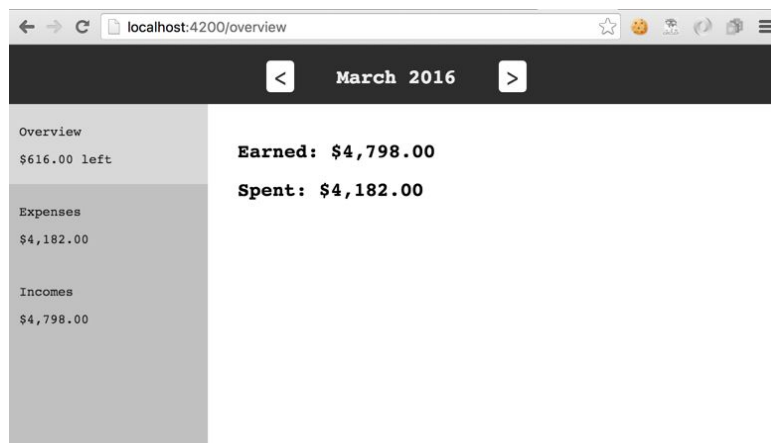 localhost:4200/overview
< March 2016 >
Overview
$616.00 left
Expenses
$4,182.00
Incomes
$4,798.00
Earned: $4,798.00
Spent: $4,182.00